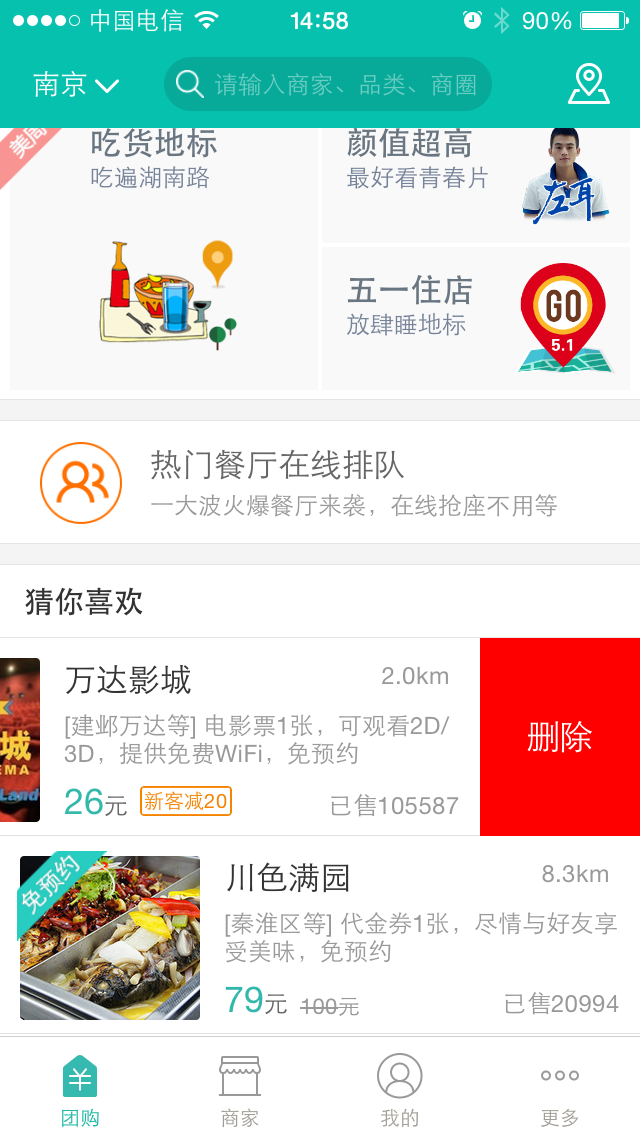 中国电信 14:58 90%
南京 请输入商家、品类、商圈
吃货地标
吃遍湖南路
颜值超高
最好看青春片
左耳
五一住店
放肆睡地标
GO
5.1
热门餐厅在线排队
一大波火爆餐厅来袭，在线抢座不用等
猜你喜欢
城
EMA
Land
万达影城 2.0km
[建邺万达等] 电影票1张，可观看2D/
3D，提供免费WiFi，免预约
26元 新客减20 已售105587
删除
免预约
川色满园 8.3km
[秦淮区等] 代金券1张，尽情与好友享
受美味，免预约
79元 100元 已售20994
团购 商家 我的 更多